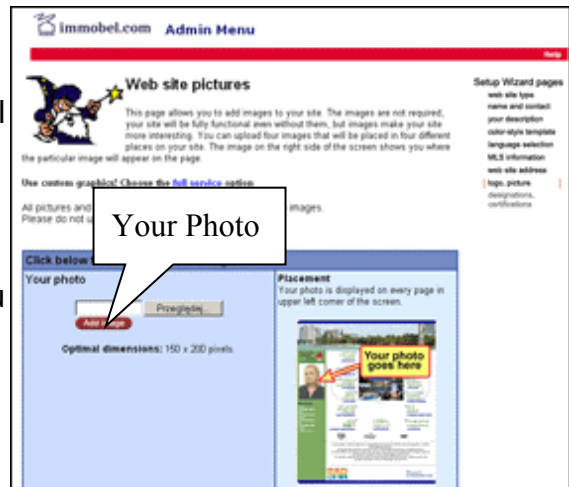 immobel.com Admin Menu
Help
Web site pictures
This page allows you to add images to your site. The images are not required,
your site will be fully functional even without them, but images make your site
more interesting. You can upload four images that will be placed in four different
places on your site. The image on the right side of the screen shows you where
the particular image will appear on the page.
Use custom graphics! Choose the full service option
All pictures and images.
Please do not u
Setup Wizard pages
web site type
name and contact
your description
color-style template
language selection
MLS information
web site address
[ logo, picture ]
designations,
certifications
Your Photo
Click below
Your photo
Przeglądaj...
Add image
Optimal dimensions: 150 x 200 pixels.
Placement
Your photo is displayed on every page in
upper left corner of the screen.
Your photo
goes here
l
u